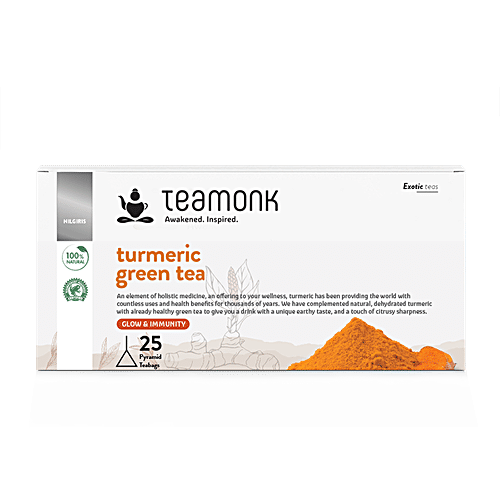 TEAMONK
Awakened. Inspired.
Exotic teas
NILGIRIS
100%
NATURAL
turmeric
green tea
An element of holistic medicine, an offering to your wellness, turmeric has been providing the world with
countless uses and health benefits for thousands of years. We have complemented natural, dehydrated turmeric
with already healthy green tea to give you a drink with a unique earthy taste, and a touch of citrusy sharpness.
GLOW & IMMUNITY
25
Pyramid
Teabags